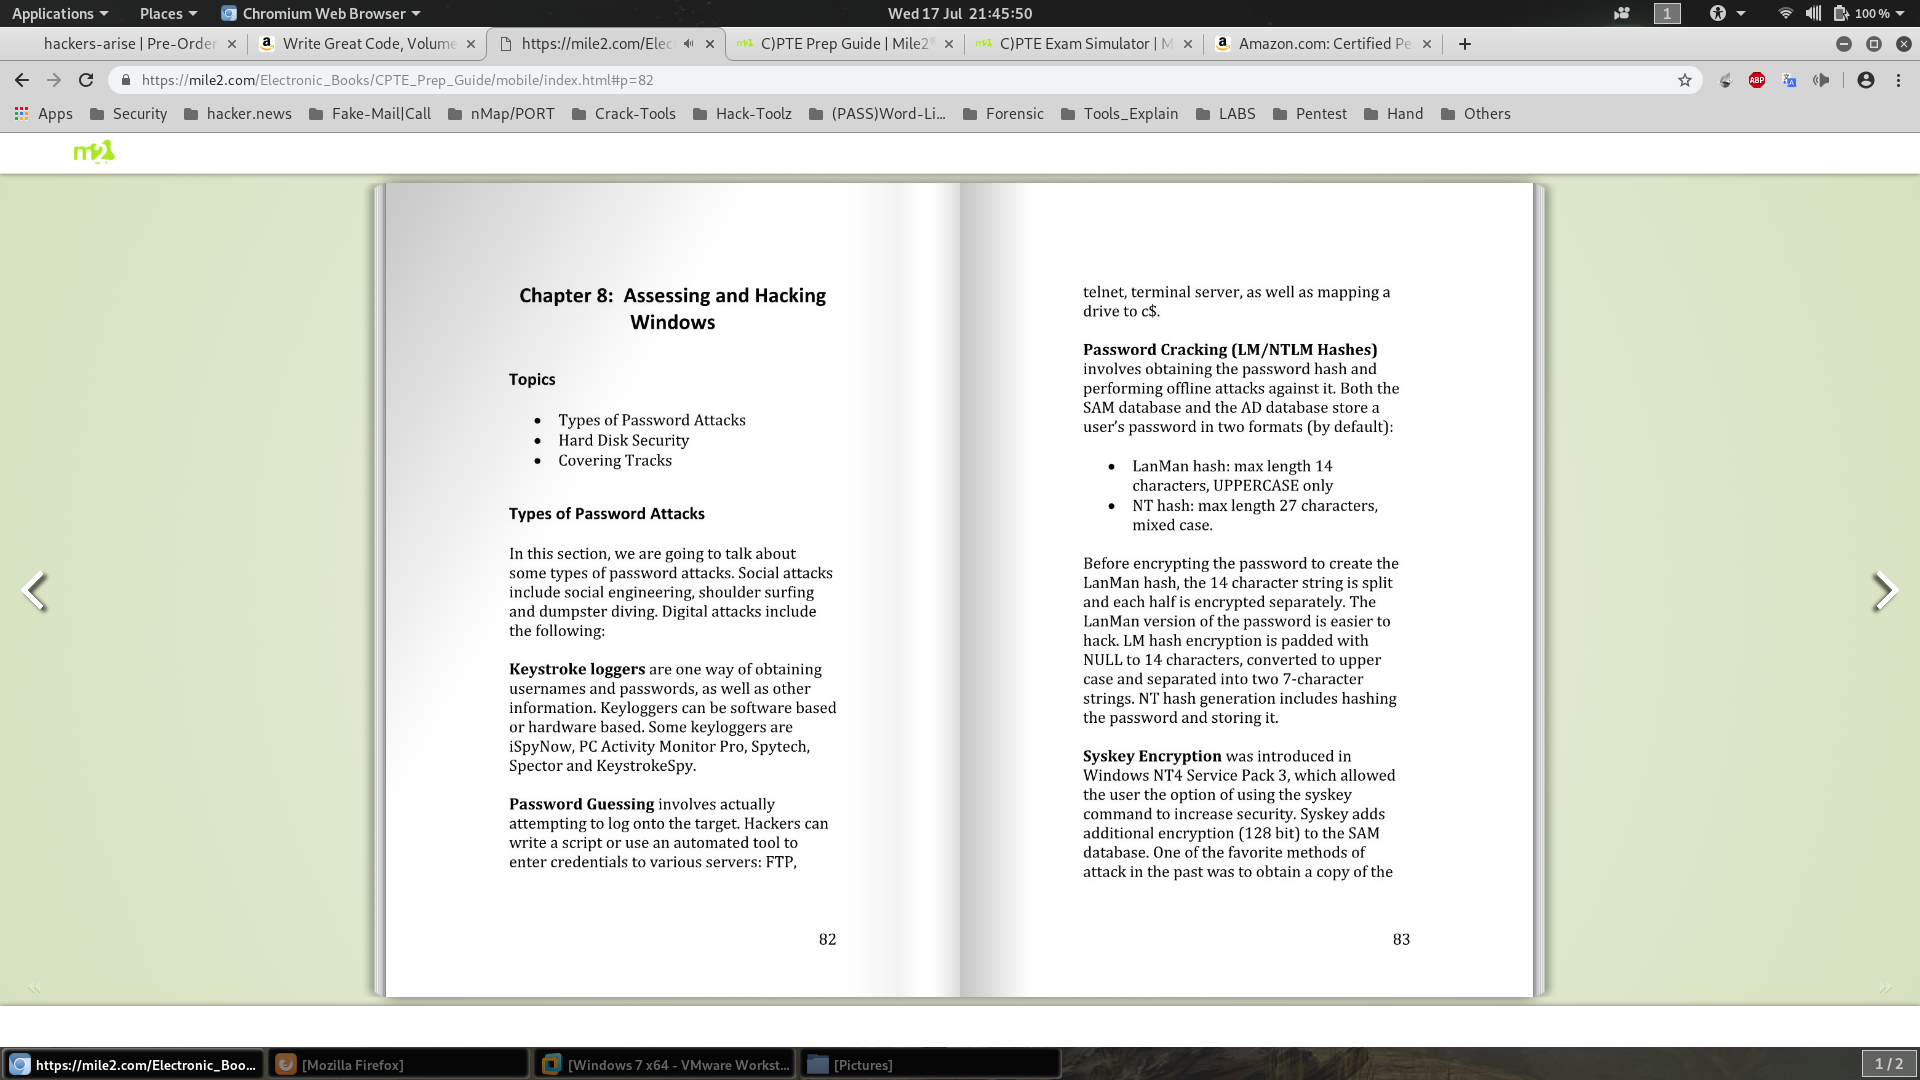 Applications Places Chromium Web Browser Wed 17 Jul 21:45:50 1 100 %
hackers-arise | Pre-Order Write Great Code, Volume https://mile2.com/Elec C)PTE Prep Guide | Mile2® C)PTE Exam Simulator | M Amazon.com: Certified Pe
https://mile2.com/Electronic_Books/CPTE_Prep_Guide/mobile/index.html#p=82 ABP
Apps Security hacker.news Fake-Mail|Call nMap/PORT Crack-Tools Hack-Toolz (PASS)Word-Li... Forensic Tools_Explain LABS Pentest Hand Others
m2
Chapter 8: Assessing and Hacking
Windows
Topics
• Types of Password Attacks
• Hard Disk Security
• Covering Tracks
Types of Password Attacks
In this section, we are going to talk about
some types of password attacks. Social attacks
include social engineering, shoulder surfing
and dumpster diving. Digital attacks include
the following:
Keystroke loggers are one way of obtaining
usernames and passwords, as well as other
information. Keyloggers can be software based
or hardware based. Some keyloggers are
iSpyNow, PC Activity Monitor Pro, Spytech,
Spector and KeystrokeSpy.
Password Guessing involves actually
attempting to log onto the target. Hackers can
write a script or use an automated tool to
enter credentials to various servers: FTP,
82
telnet, terminal server, as well as mapping a
drive to c$.
Password Cracking (LM/NTLM Hashes)
involves obtaining the password hash and
performing offline attacks against it. Both the
SAM database and the AD database store a
user’s password in two formats (by default):
• LanMan hash: max length 14
characters, UPPERCASE only
• NT hash: max length 27 characters,
mixed case.
Before encrypting the password to create the
LanMan hash, the 14 character string is split
and each half is encrypted separately. The
LanMan version of the password is easier to
hack. LM hash encryption is padded with
NULL to 14 characters, converted to upper
case and separated into two 7-character
strings. NT hash generation includes hashing
the password and storing it.
Syskey Encryption was introduced in
Windows NT4 Service Pack 3, which allowed
the user the option of using the syskey
command to increase security. Syskey adds
additional encryption (128 bit) to the SAM
database. One of the favorite methods of
attack in the past was to obtain a copy of the
83
https://mile2.com/Electronic_Boo... [Mozilla Firefox] [Windows 7 x64 - VMware Workst... [Pictures] 1 / 2